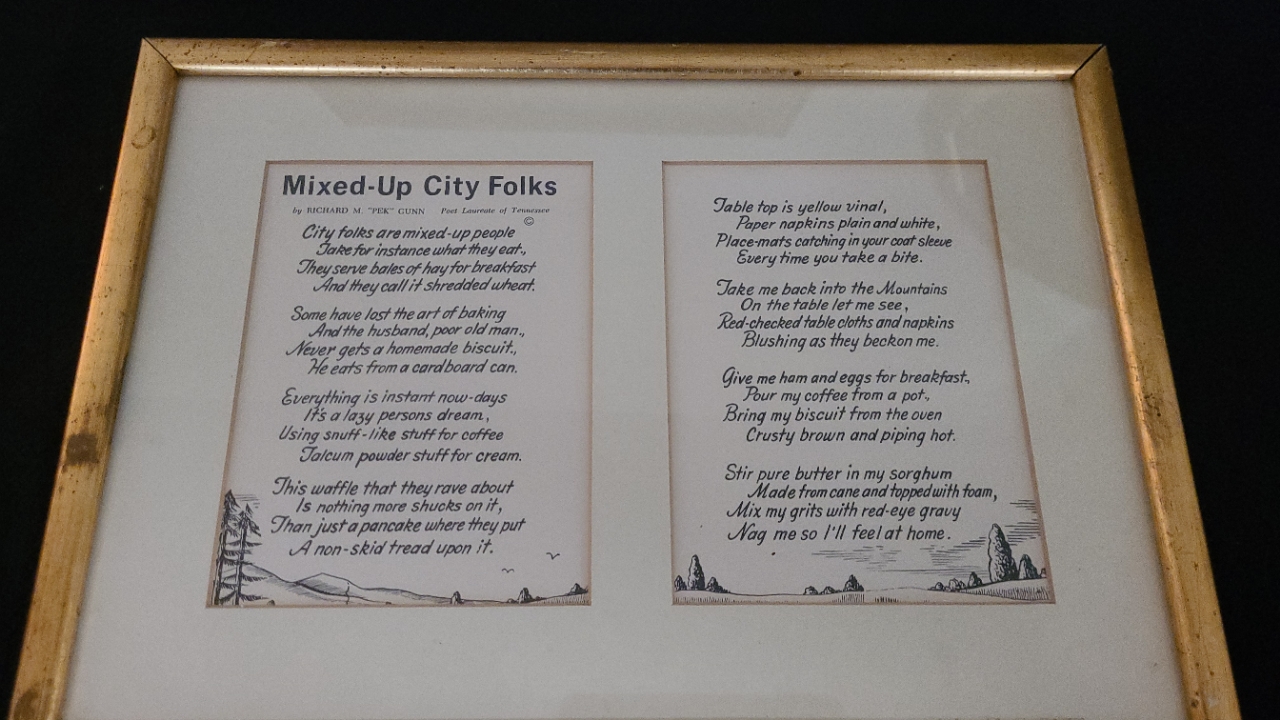 Mixed-Up City Folks
by RICHARD M. "PEK" GUNN Poet Laureate of Tennessee
©
City folks are mixed-up people
Take for instance what they eat.,
They serve bales of hay for breakfast
And they call it shredded wheat.
Some have lost the art of baking
And the husband, poor old man.,
Never gets a homemade biscuit.,
He eats from a cardboard can.
Everything is instant now-days
It's a lazy persons dream,
Using snuff-like stuff for coffee
Talcum powder stuff for cream.
This waffle that they rave about
Is nothing more shucks on it,
Than just a pancake where they put
A non-skid tread upon it.
Table top is yellow vinal,
Paper napkins plain and white,
Place-mats catching in your coat sleeve
Every time you take a bite.
Take me back into the Mountains
On the table let me see,
Red-checked table cloths and napkins
Blushing as they beckon me.
Give me ham and eggs for breakfast.,
Pour my coffee from a pot.,
Bring my biscuit from the oven
Crusty brown and piping hot.
Stir pure butter in my sorghum
Made from cane and topped with foam,
Mix my grits with red-eye gravy
Nag me so I'll feel at home.